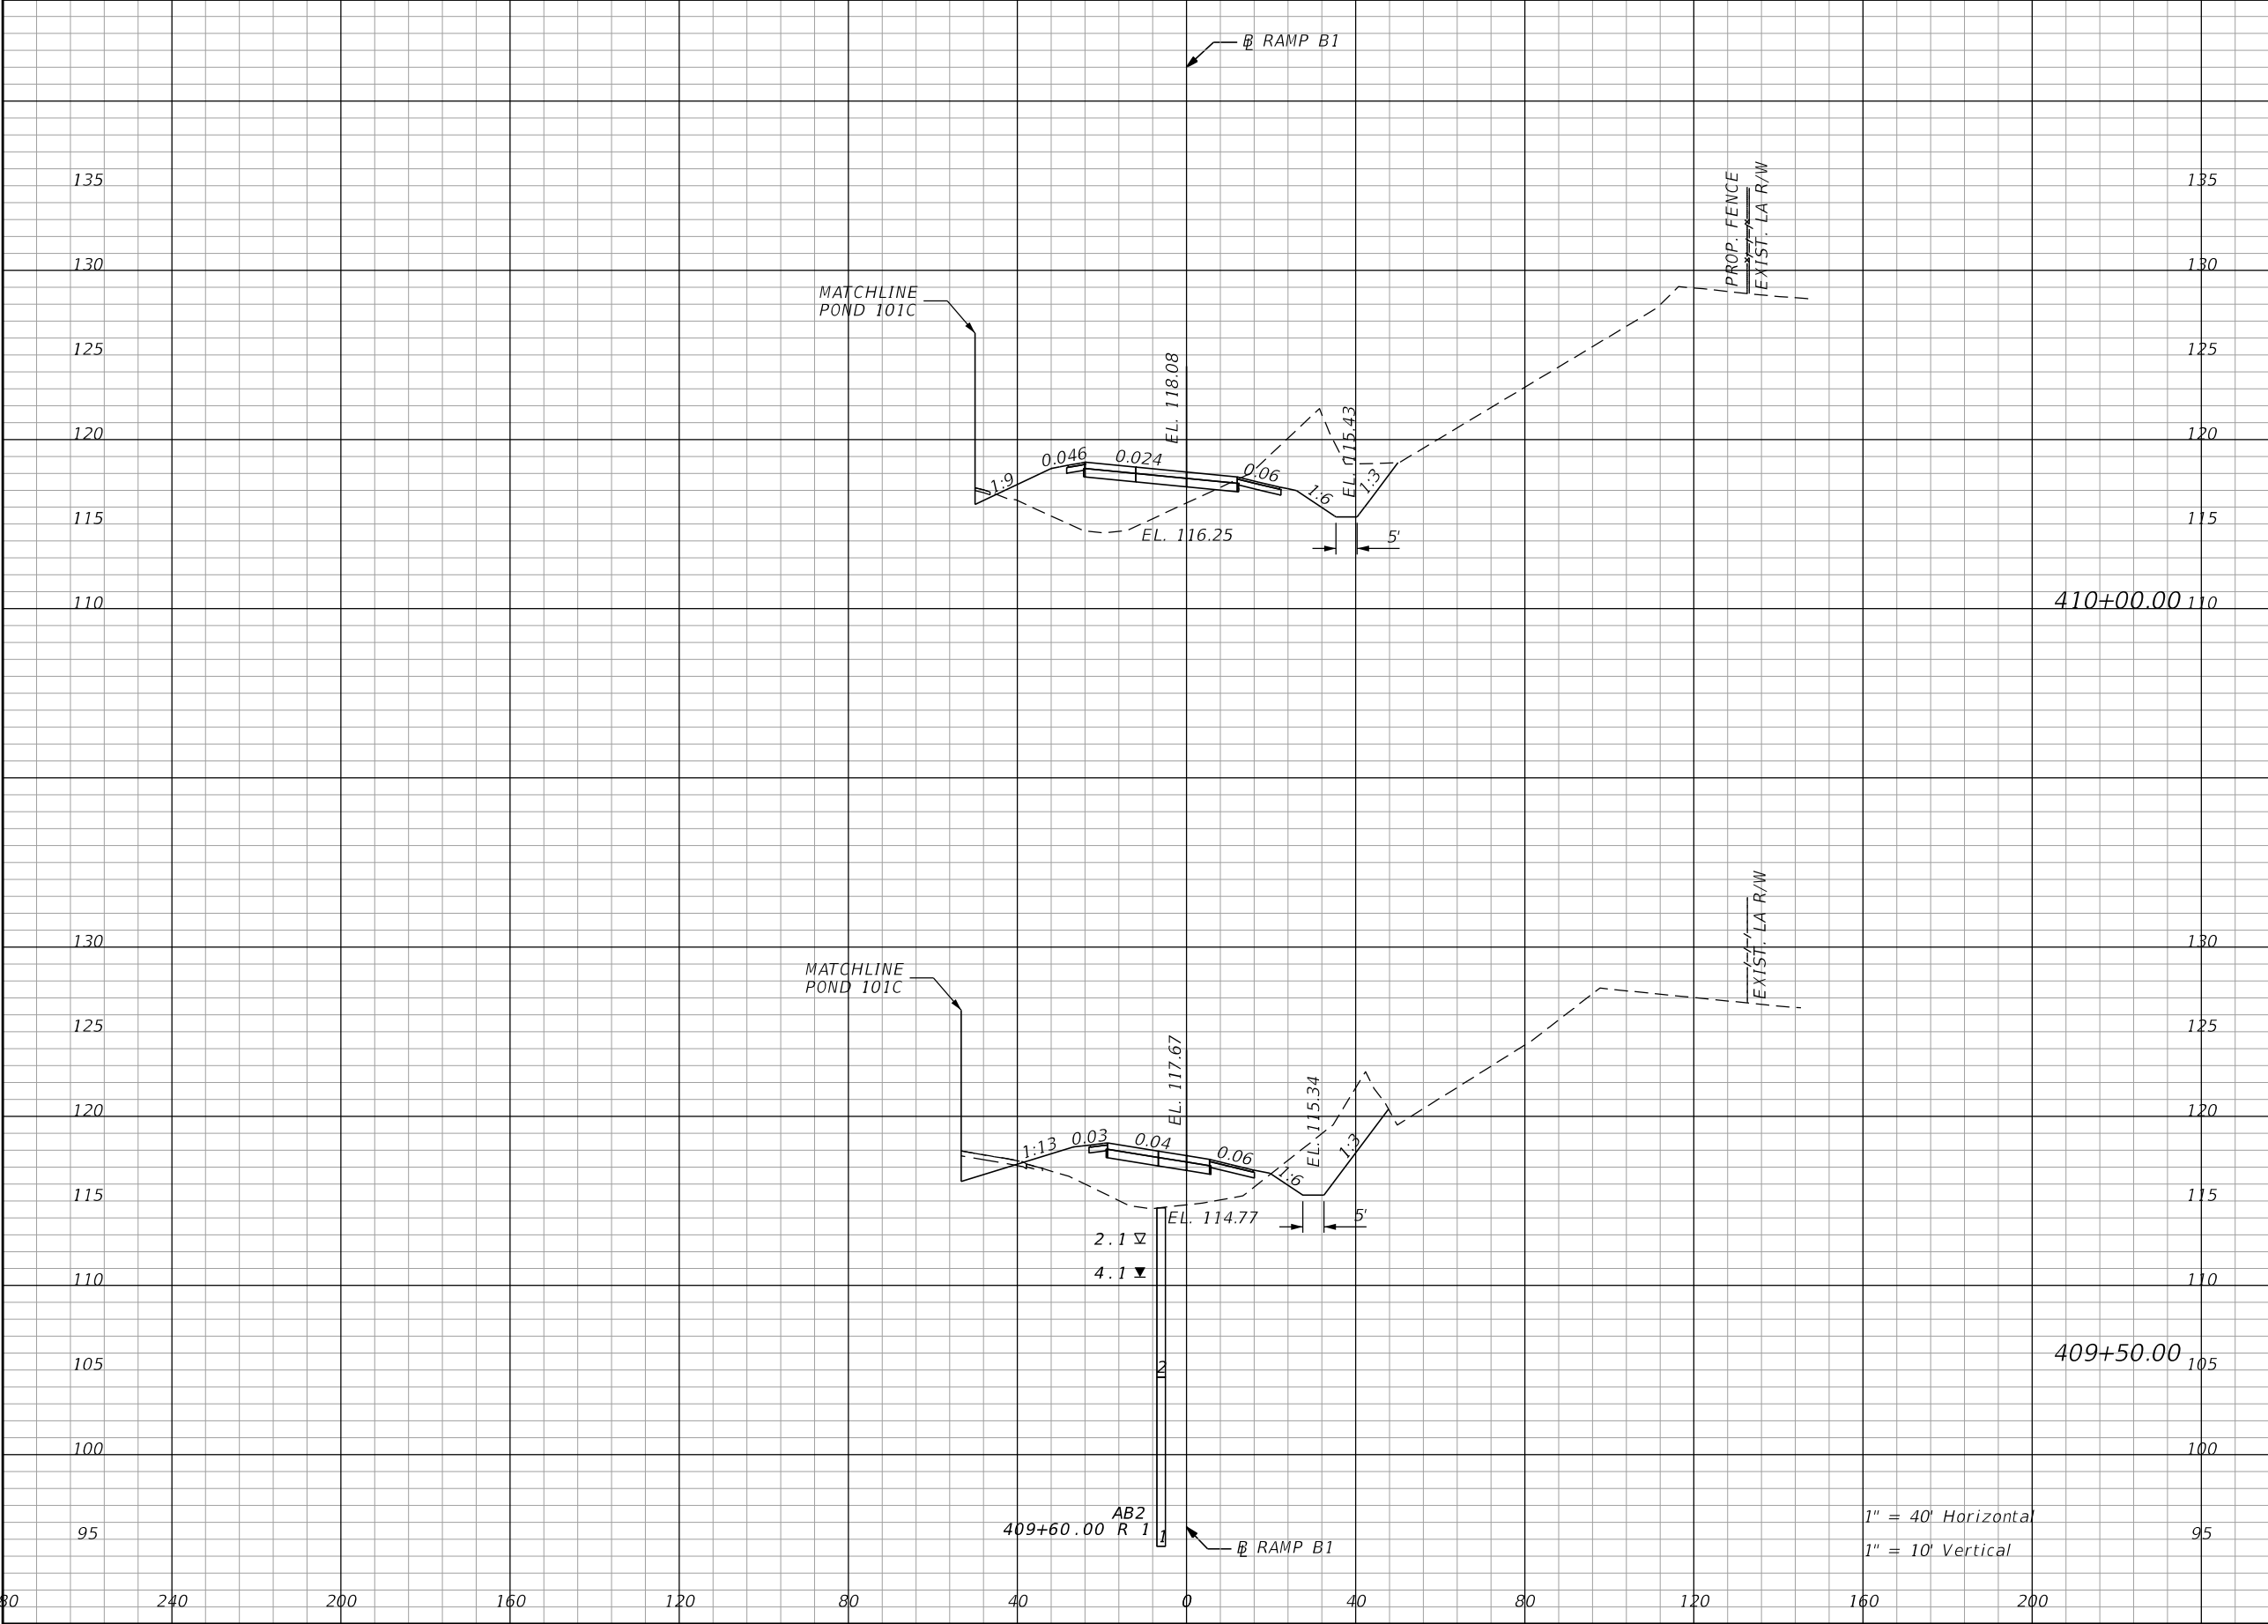 ℄ RAMP B1
135
PROP. FENCE
EXIST. LA R/W
135
130
130
MATCHLINE
POND 101C
125
EL. 118.08
125
120
EL. 115.43
120
1:9
0.046
0.024
0.06
1:6
1:3
115
EL. 116.25
5'
115
110
410+00.00
110
130
EXIST. LA R/W
130
MATCHLINE
POND 101C
125
EL. 117.67
125
120
EL. 115.34
120
1:13
0.03
0.04
0.06
1:6
1:3
115
EL. 114.77
5'
115
2.1
4.1
110
110
105
2
409+50.00
105
100
100
AB2
409+60.00 R 1
1
95
℄ RAMP B1
1" = 40' Horizontal
1" = 10' Vertical
95
80 240 200 160 120 80 40 0 40 80 120 160 200